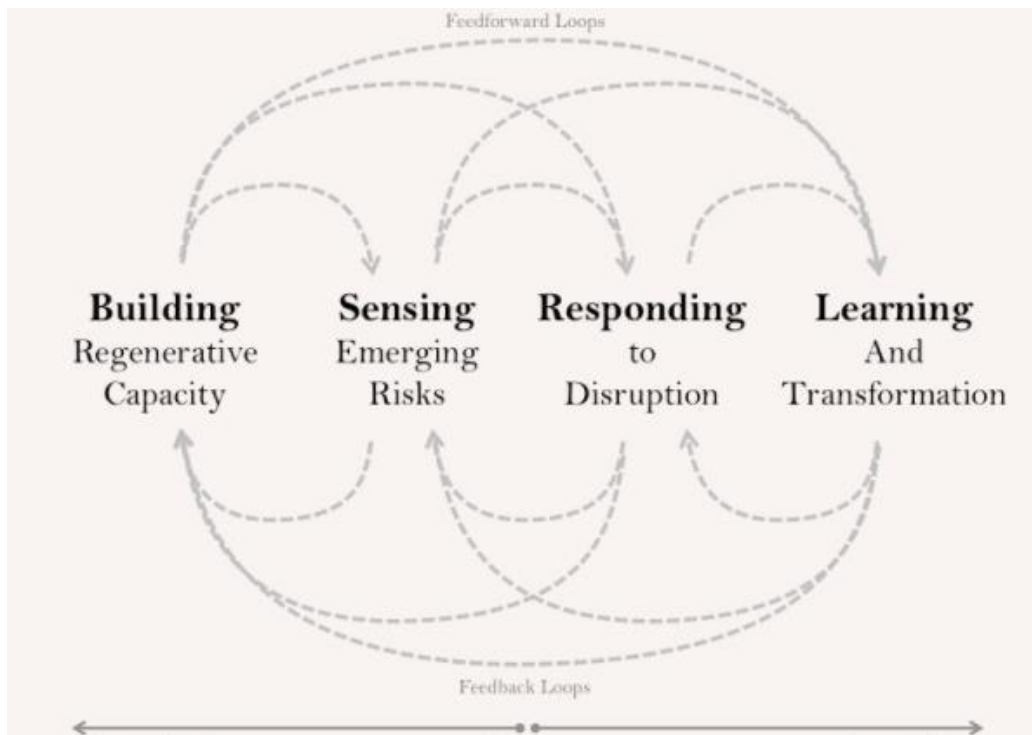 Feedforward Loops
Building
Regenerative
Capacity
Sensing
Emerging
Risks
Responding
to
Disruption
Learning
And
Transformation
Feedback Loops